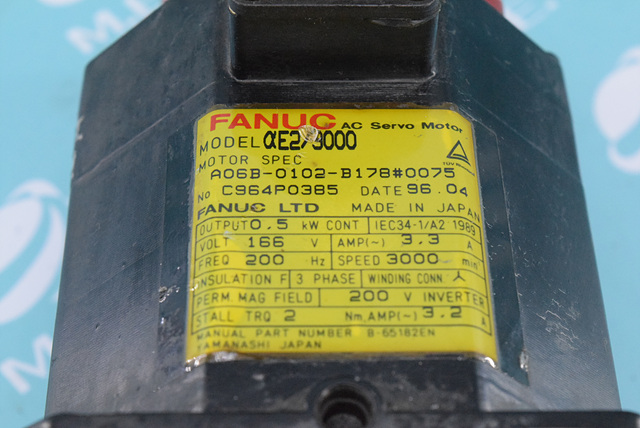 FANUC AC Servo Motor
MODEL αE2/3000
MOTOR SPEC
A06B-0102-B178#0075
No C964P0385 DATE 96.04
FANUC LTD MADE IN JAPAN
OUTPUT 0.5 kW CONT IEC34-1/A2 1989
VOLT 166 V AMP(~) 3.3 A
FREQ 200 Hz SPEED 3000 min
INSULATION F 3 PHASE WINDING CONN
PERM. MAG FIELD 200 V INVERTER
STALL TRQ 2 Nm AMP(~) 3.2 A
MANUAL PART NUMBER B-65182EN
YAMANASHI JAPAN